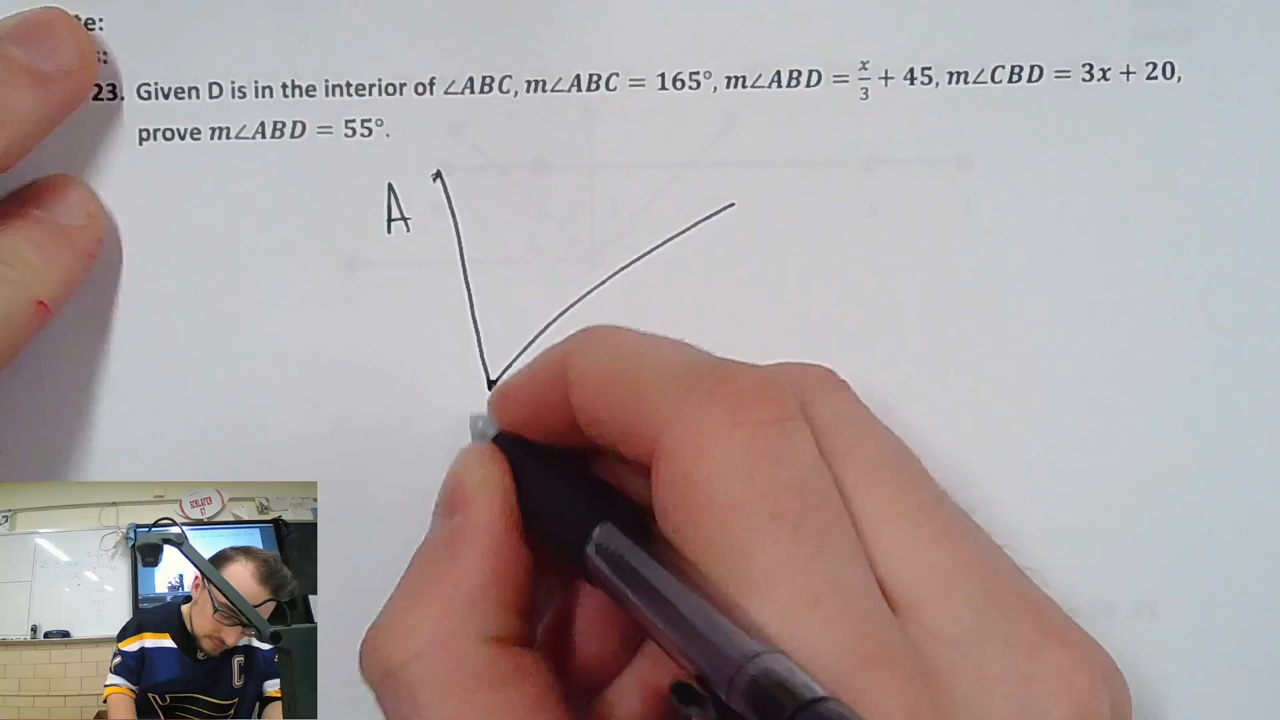 e:
23. Given D is in the interior of ∠ABC, m∠ABC = 165°, m∠ABD = x/3 + 45, m∠CBD = 3x + 20,
prove m∠ABD = 55°.
A
C